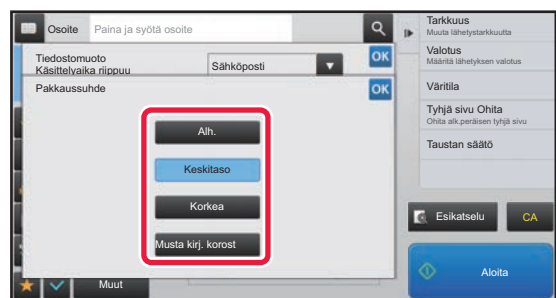 Osoite
Paina ja syötä osoite
Tiedostomuoto
Käsittelyaika riippuu
Sähköposti
OK
Pakkaussuhde
OK
Alh.
Keskitaso
Korkea
Musta kirj. korost
Muut
Tarkkuus
Muuta lähetystarkkuutta
Valotus
Määritä lähetyksen valotus
Väritila
Tyhjä sivu Ohita
Ohita alk.peräisen tyhjä sivu
Taustan säätö
Esikatselu
CA
Aloita